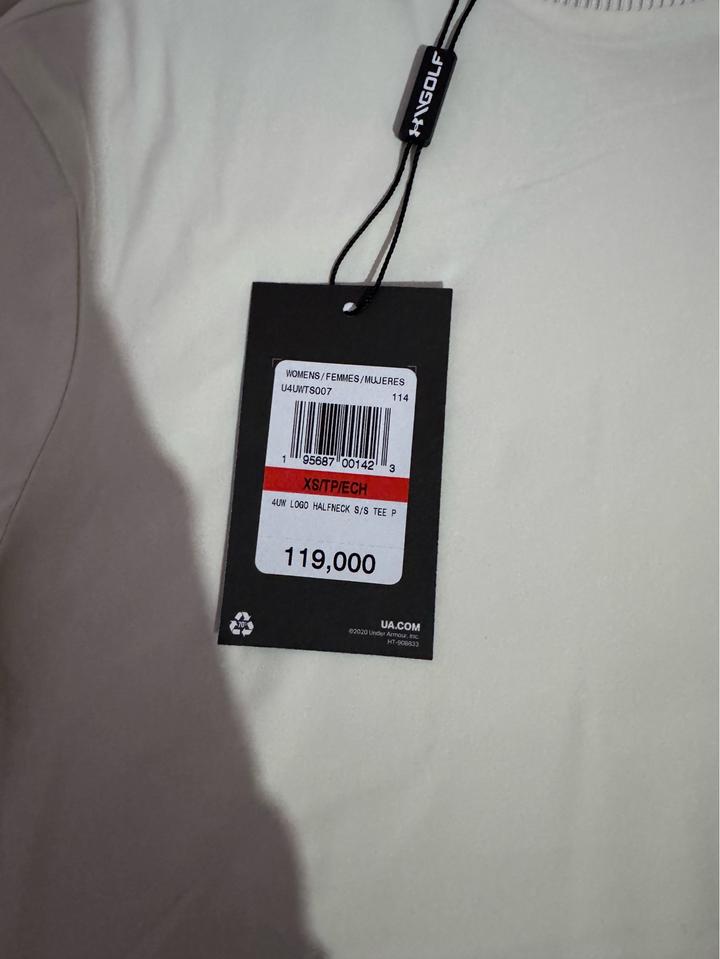 GOLF
WOMENS/FEMMES/MUJERES
U4UWTS007
114
1 95687 00142 3
XS/TP/ECH
4UW LOGO HALFNECK S/S TEE P
119,000
70%
UA.COM
©2020 Under Armour, Inc.
HT-908833